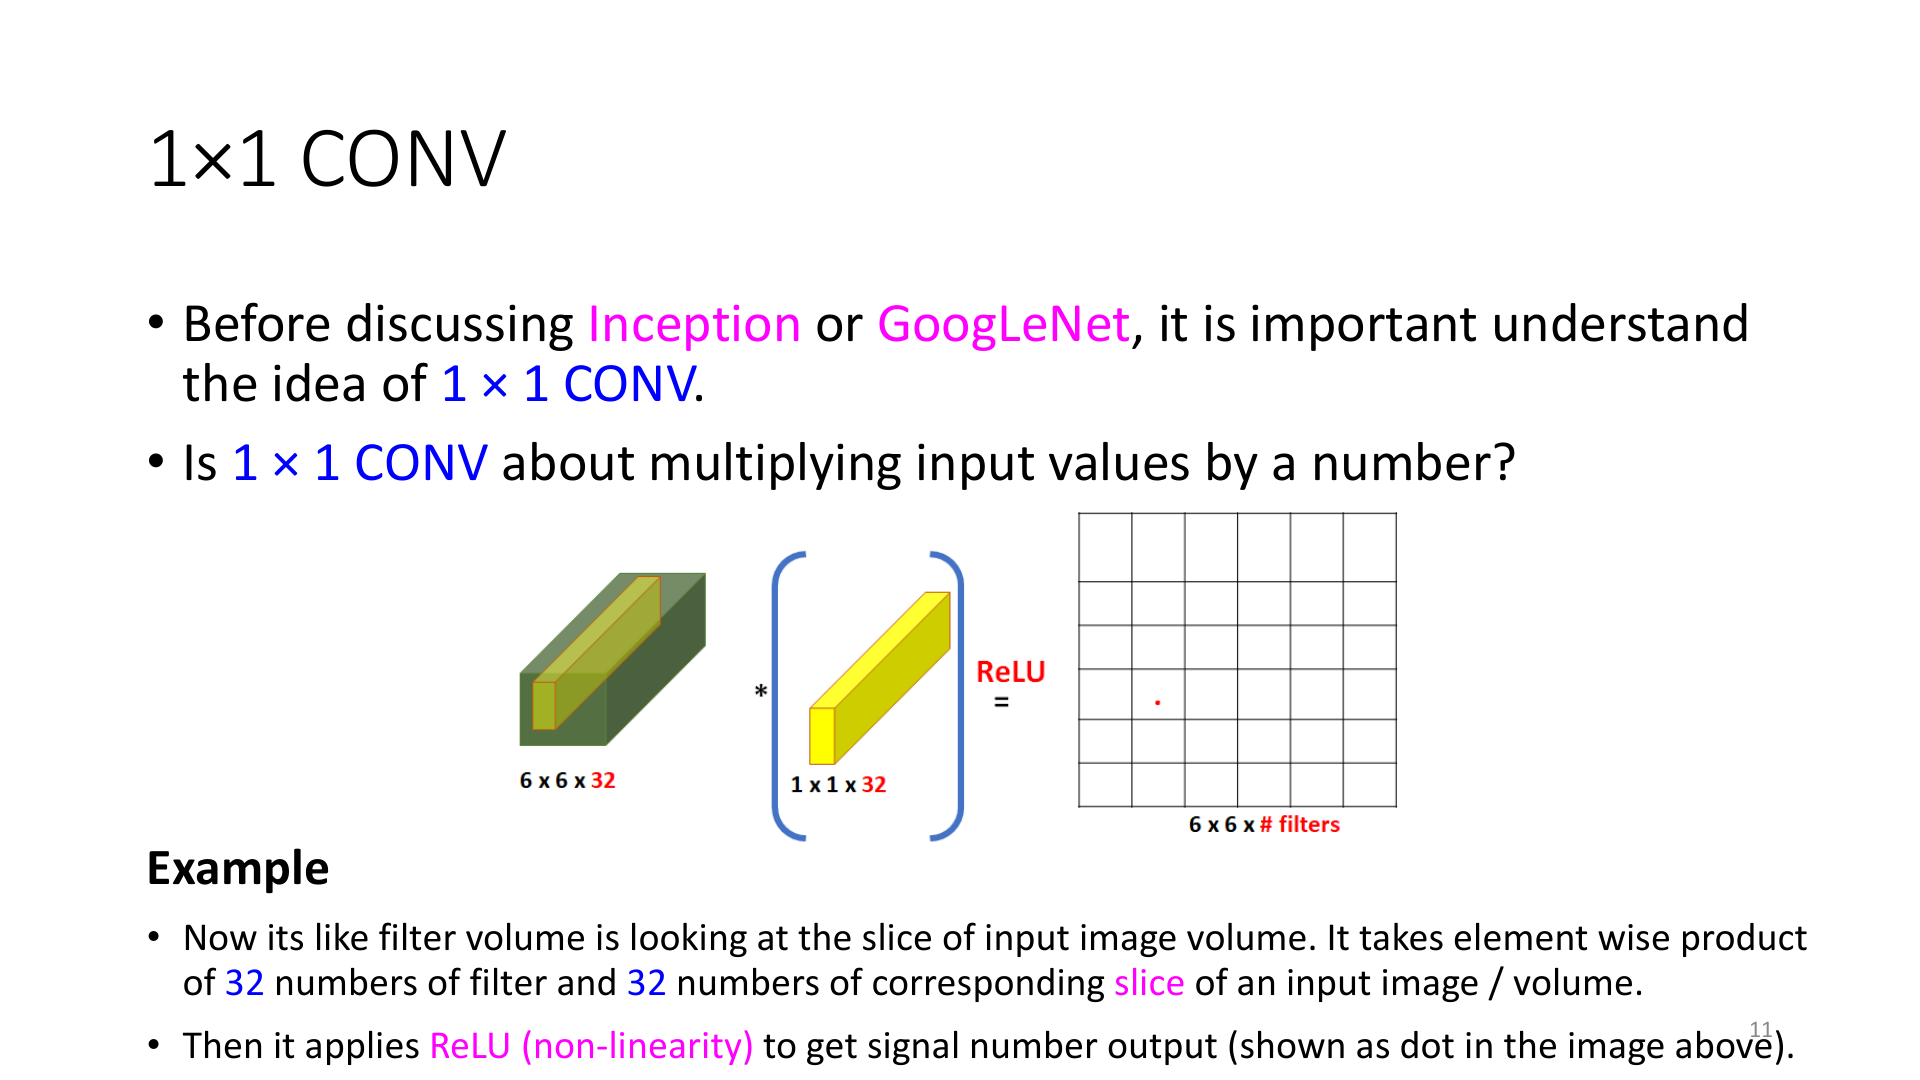 1×1 CONV
• Before discussing Inception or GoogLeNet, it is important understand
the idea of 1 × 1 CONV.
• Is 1 × 1 CONV about multiplying input values by a number?
6 x 6 x 32
*
1 x 1 x 32
ReLU
=
6 x 6 x # filters
Example
• Now its like filter volume is looking at the slice of input image volume. It takes element wise product
of 32 numbers of filter and 32 numbers of corresponding slice of an input image / volume.
• Then it applies ReLU (non-linearity) to get signal number output (shown as dot in the image above).
11